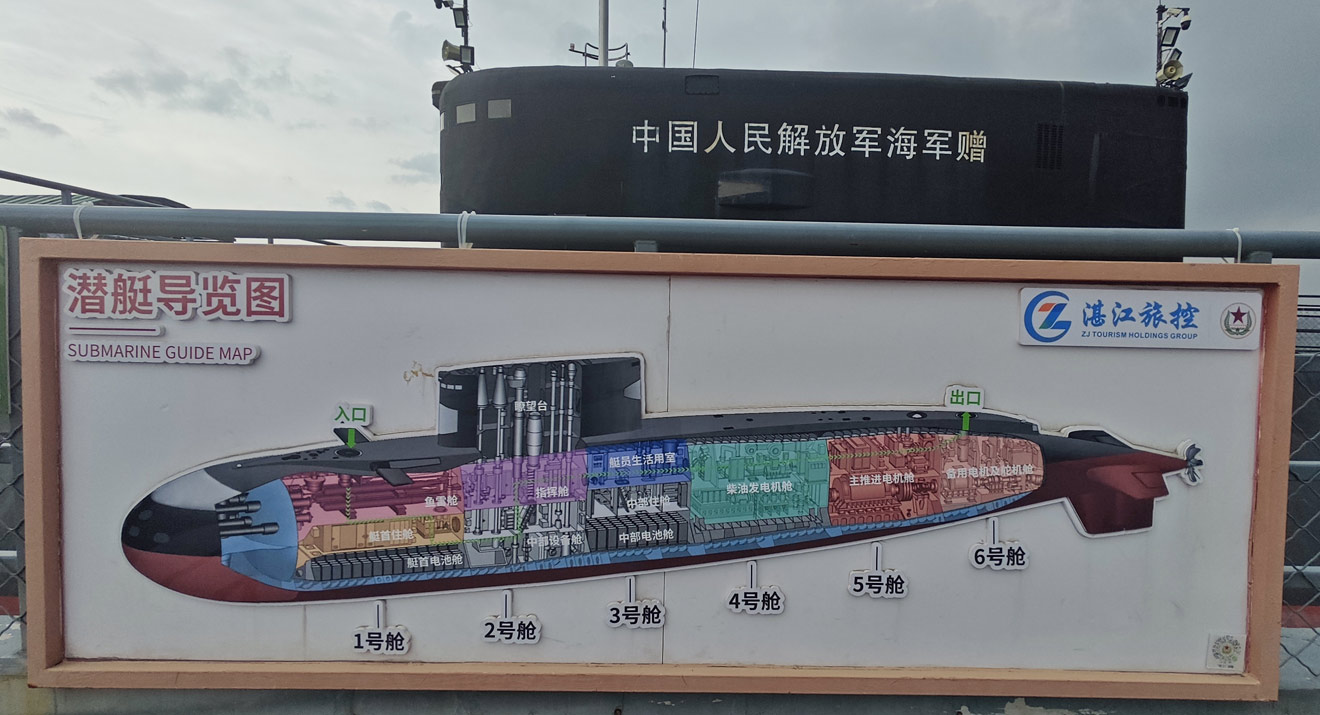 中国人民解放军海军赠
潜艇导览图
SUBMARINE GUIDE MAP
湛江旅控
ZJ TOURISM HOLDINGS GROUP
入口
瞭望台
出口
鱼雷舱
指挥舱
艇员生活用室
柴油发电机舱
主推进电机舱
备用电机及舵机舱
中部住舱
艇首住舱
中部设备舱
中部电池舱
艇首电池舱
1号舱
2号舱
3号舱
4号舱
5号舱
6号舱